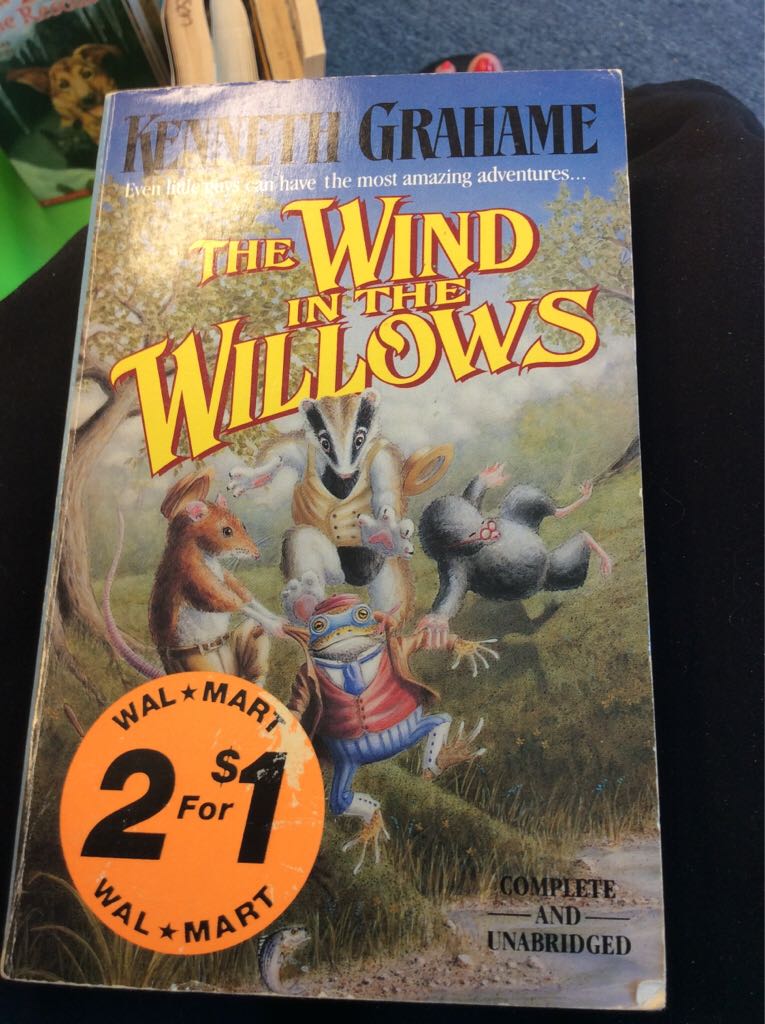 KENNETH GRAHAME
Even little guys can have the most amazing adventures...
THE WIND
IN THE
WILLOWS
WAL★MART
2 For $1
WAL★MART
COMPLETE
AND
UNABRIDGED